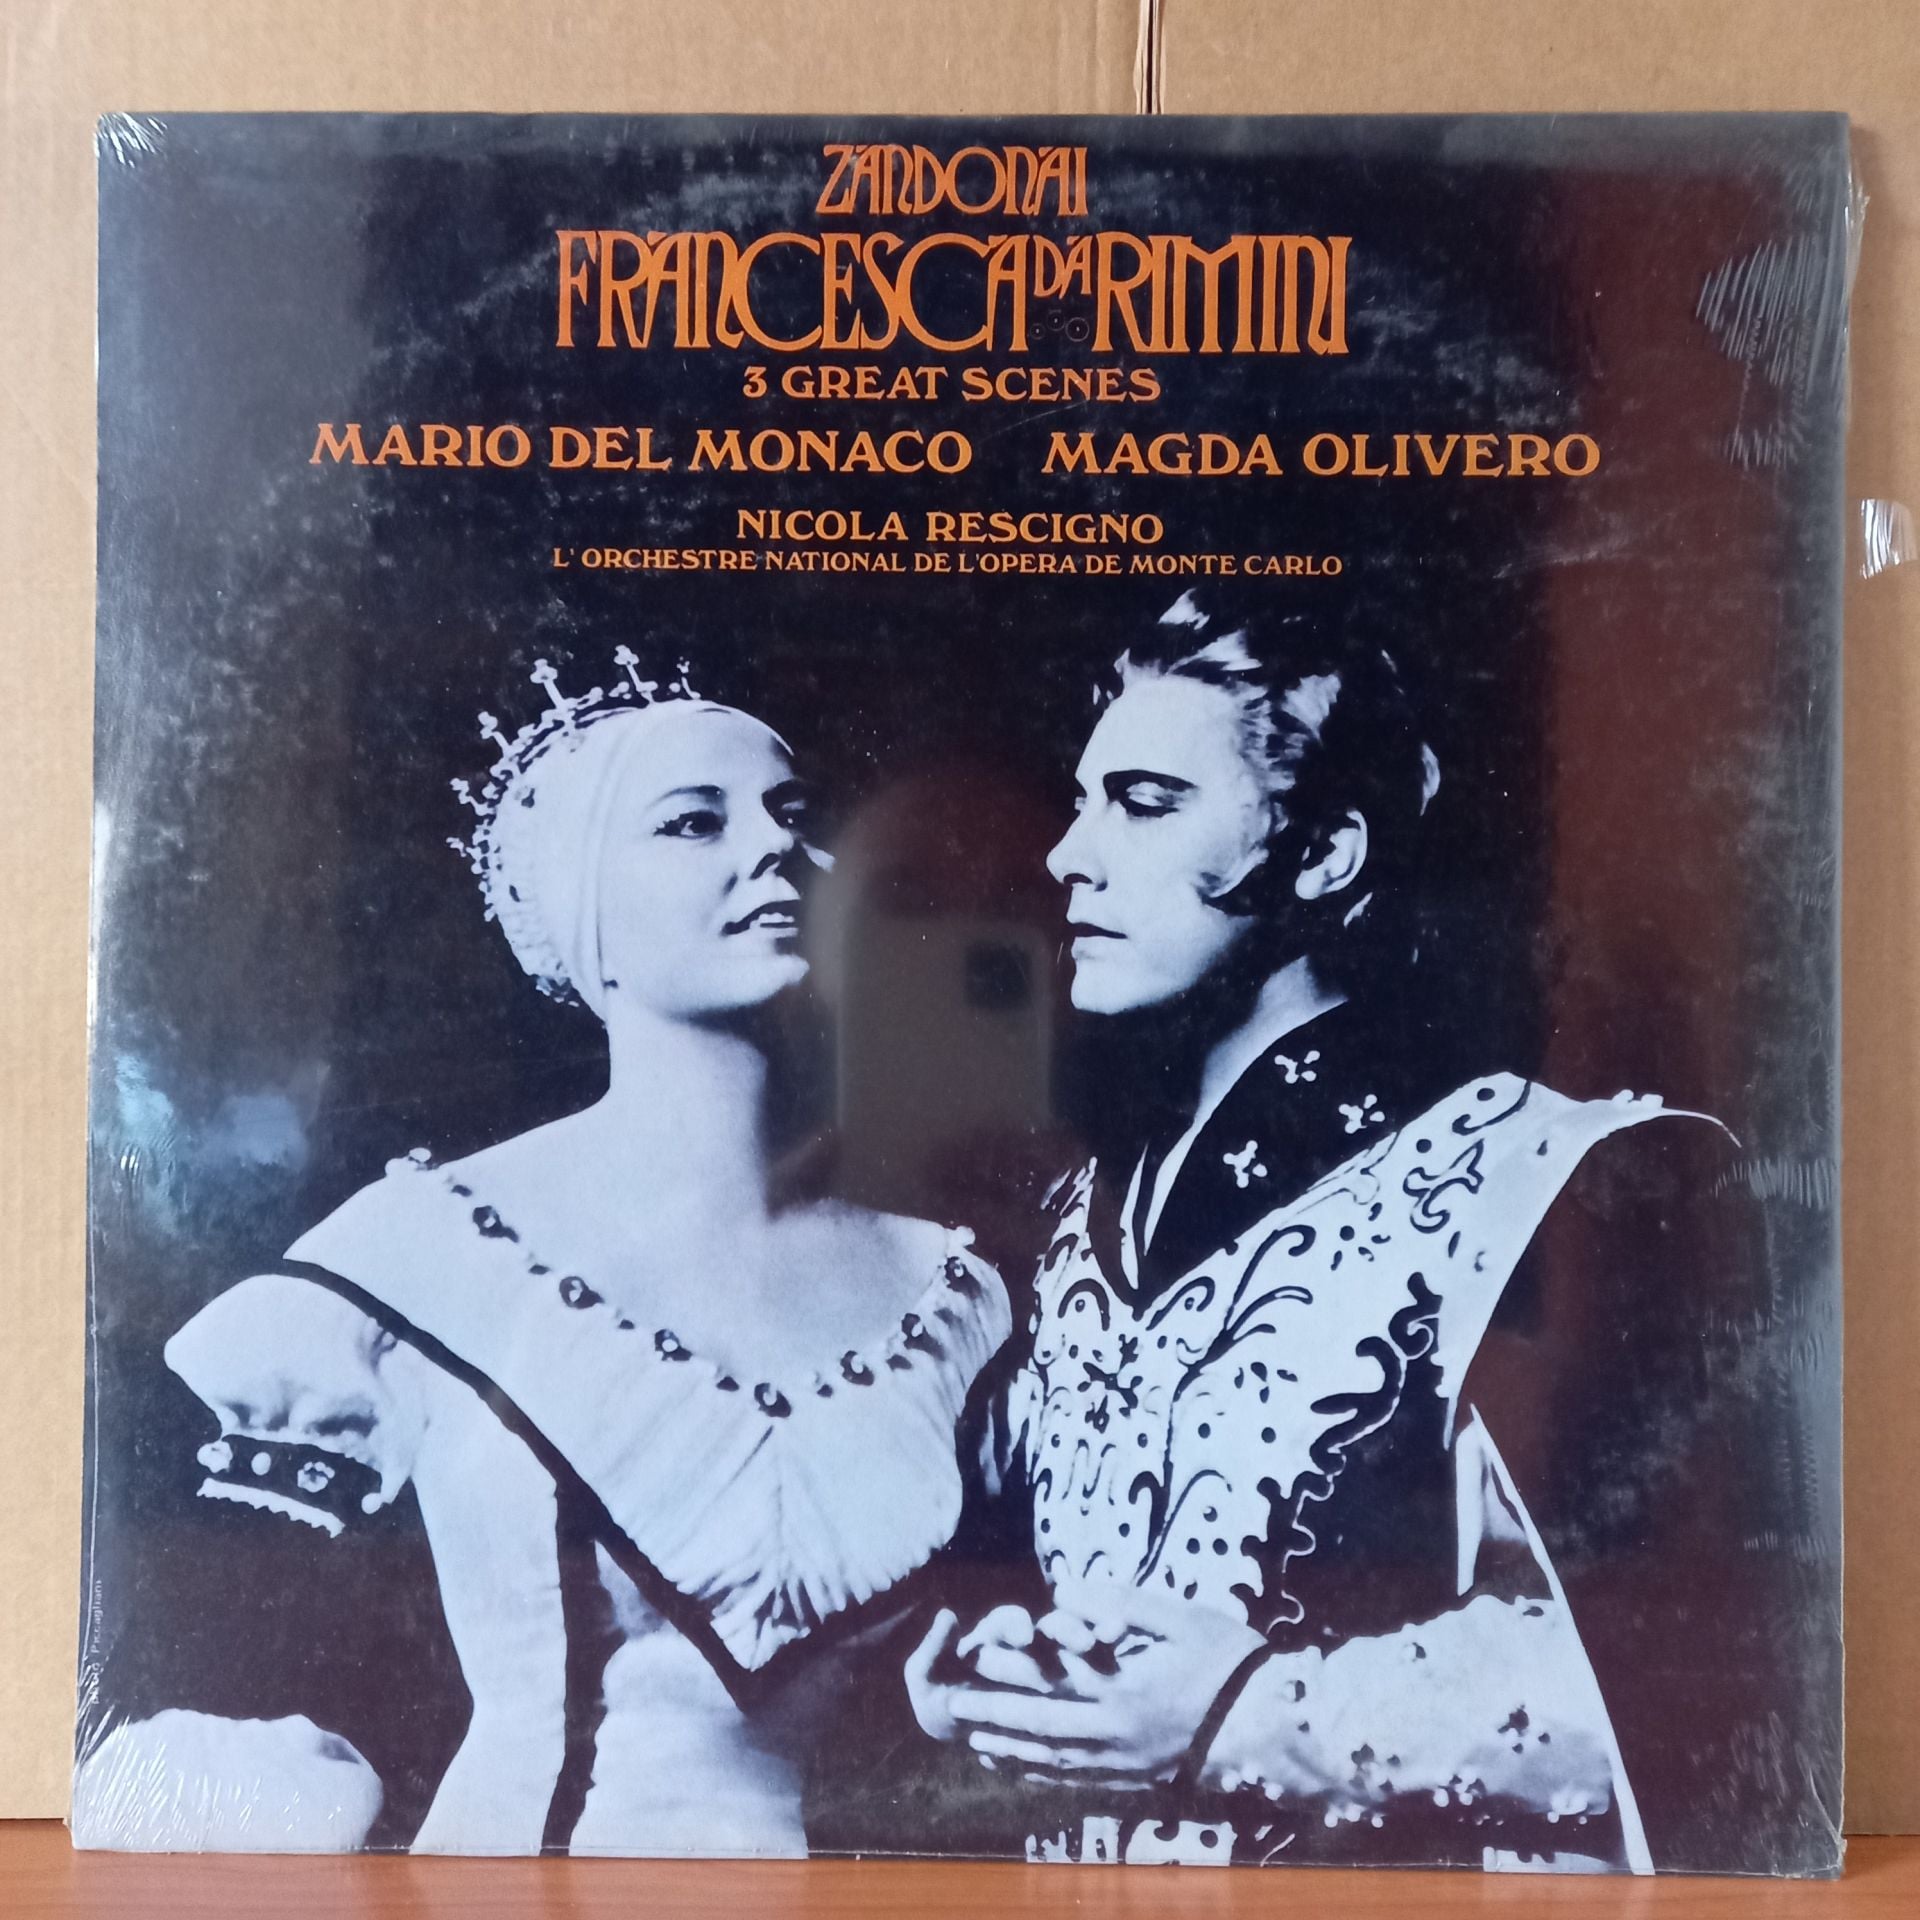 ZANDONAI
FRANCESCA DA RIMINI
3 GREAT SCENES
MARIO DEL MONACO MAGDA OLIVERO
NICOLA RESCIGNO
L'ORCHESTRE NATIONAL DE L'OPERA DE MONTE CARLO
Piccagliani